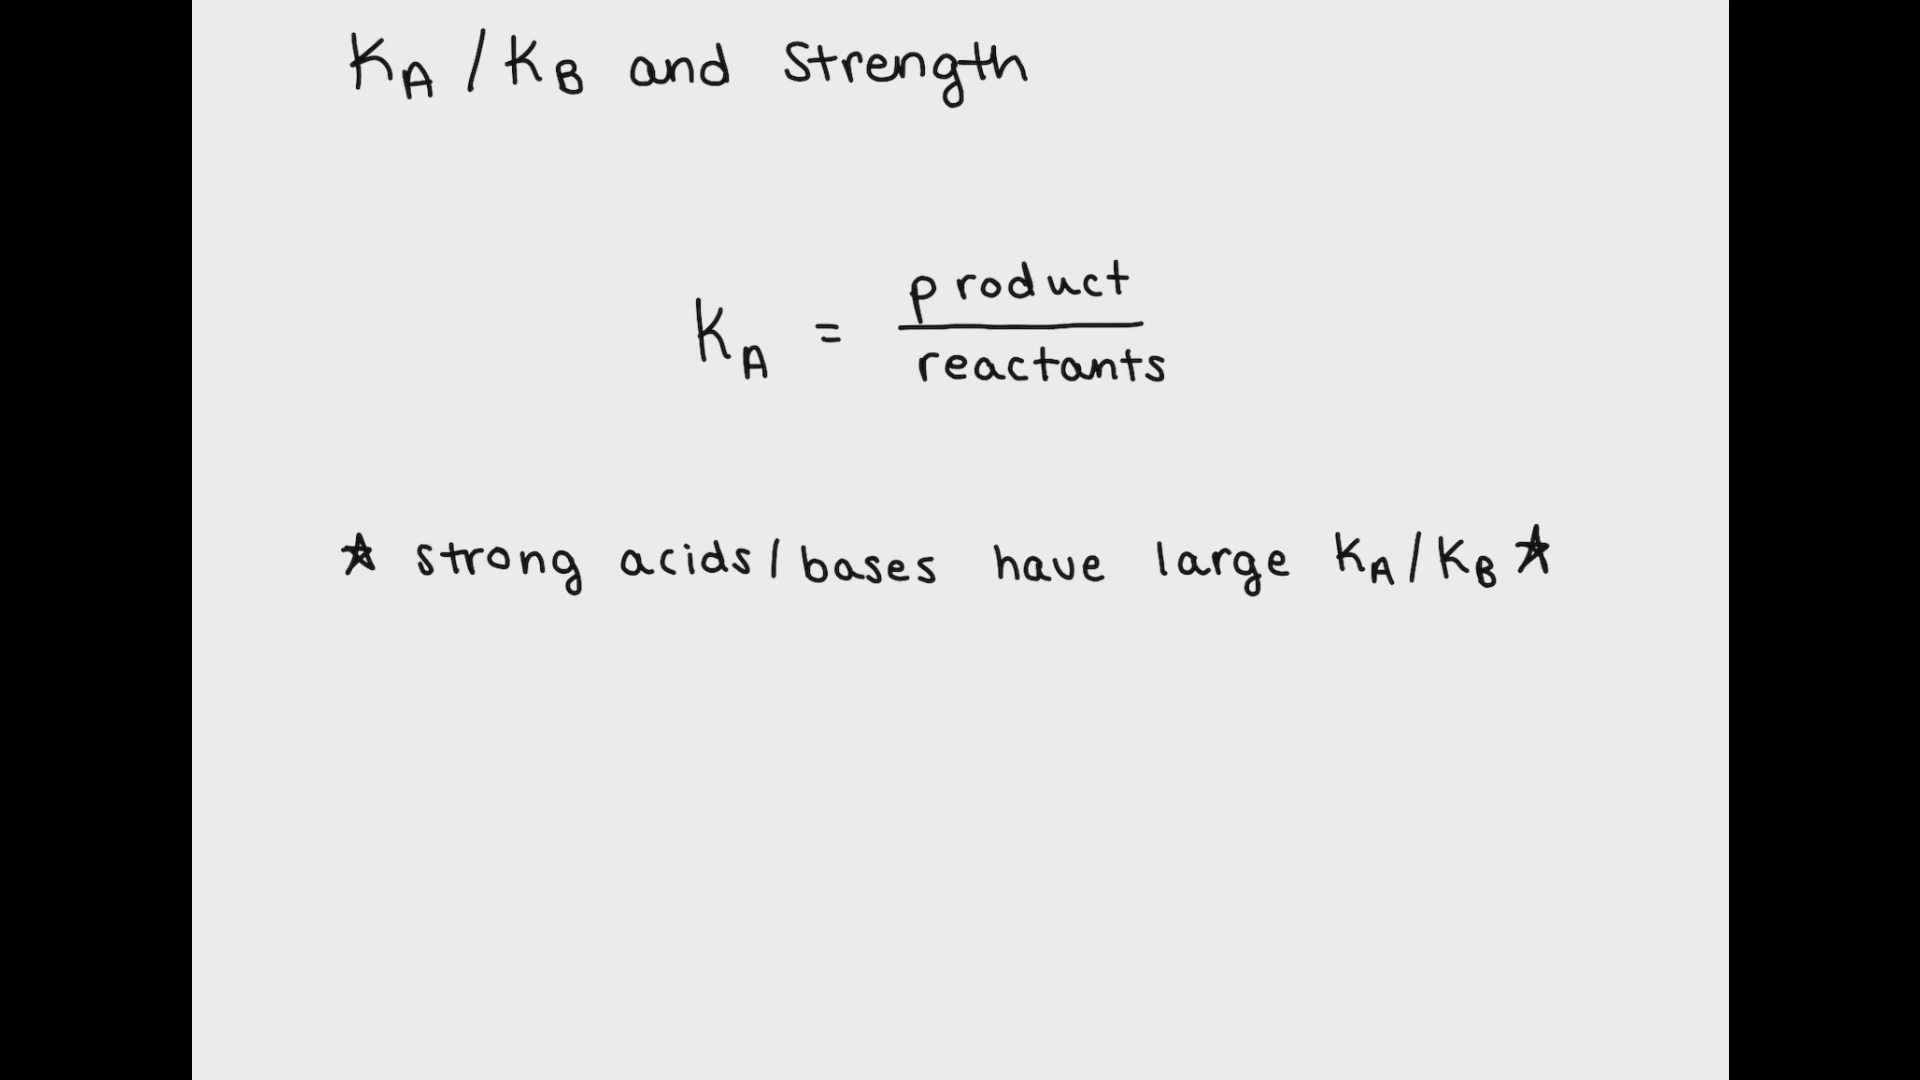 KA / KB and Strength
KA = product
reactants
☆ strong acids / bases have large KA / KB ☆